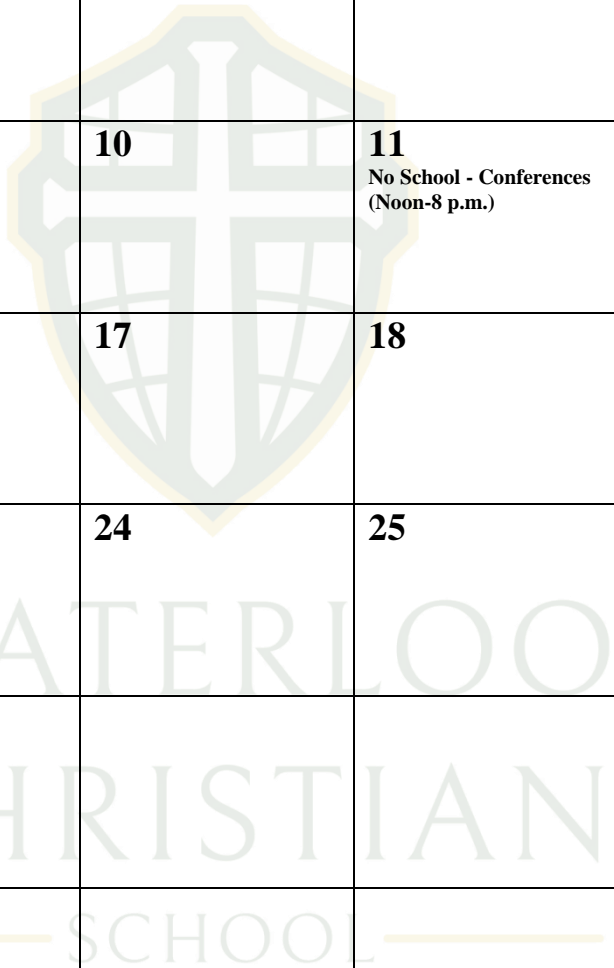 10
11
No School - Conferences
(Noon-8 p.m.)
17
18
24
25
ATERLOO
HRISTIAN
SCHOOL